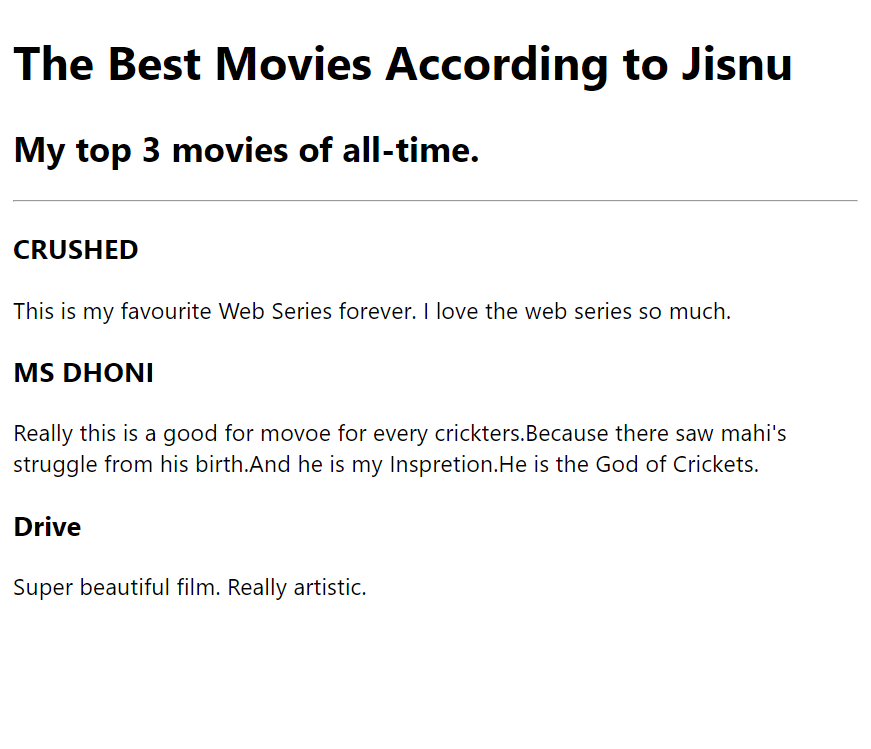 The Best Movies According to Jisnu
My top 3 movies of all-time.
CRUSHED
This is my favourite Web Series forever. I love the web series so much.
MS DHONI
Really this is a good for movoe for every crickters.Because there saw mahi's
struggle from his birth.And he is my Inspretion.He is the God of Crickets.
Drive
Super beautiful film. Really artistic.